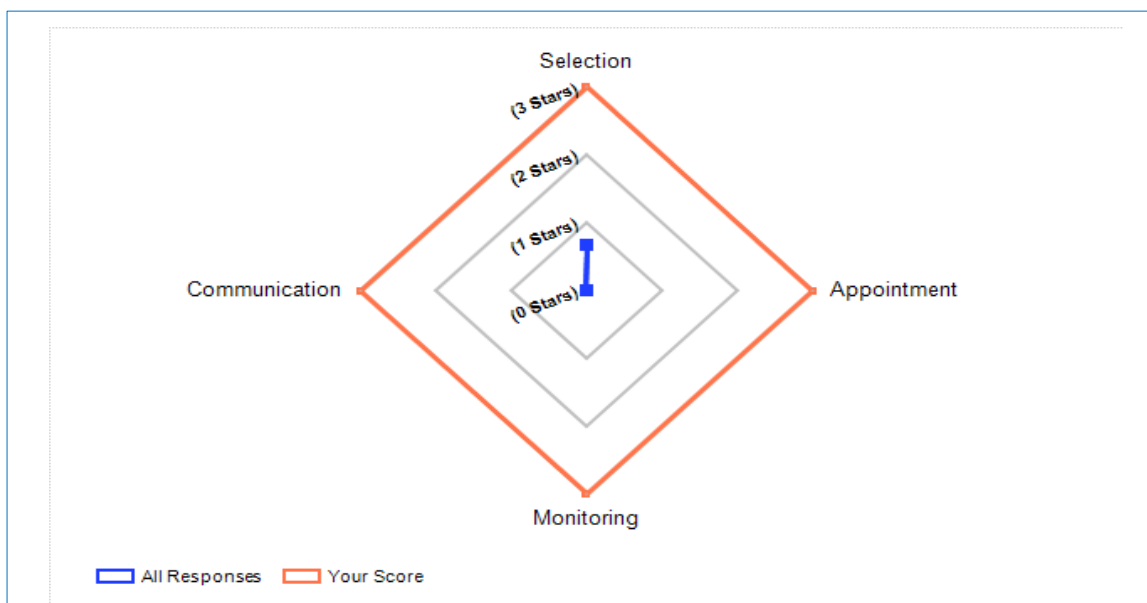 Selection
(3 Stars)
(2 Stars)
(1 Stars)
Communication
(0 Stars)
Appointment
Monitoring
All Responses
Your Score